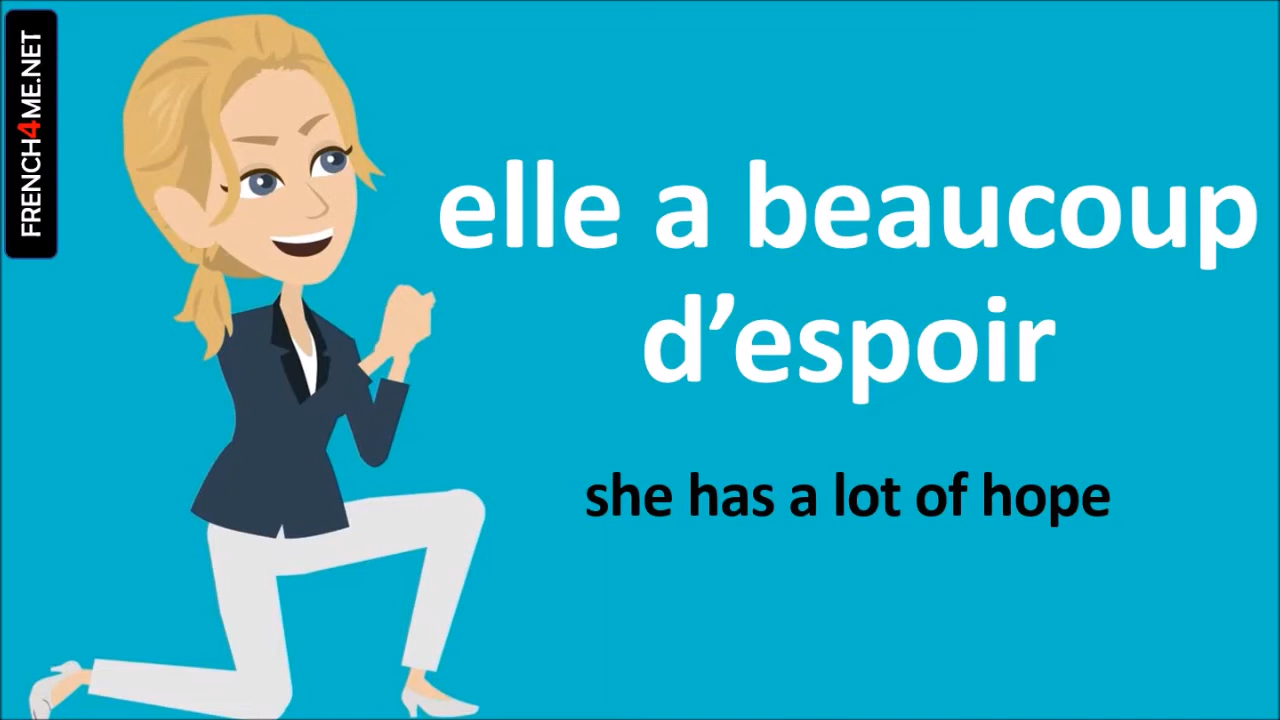 FRENCH4ME.NET
elle a beaucoup
d’espoir
she has a lot of hope